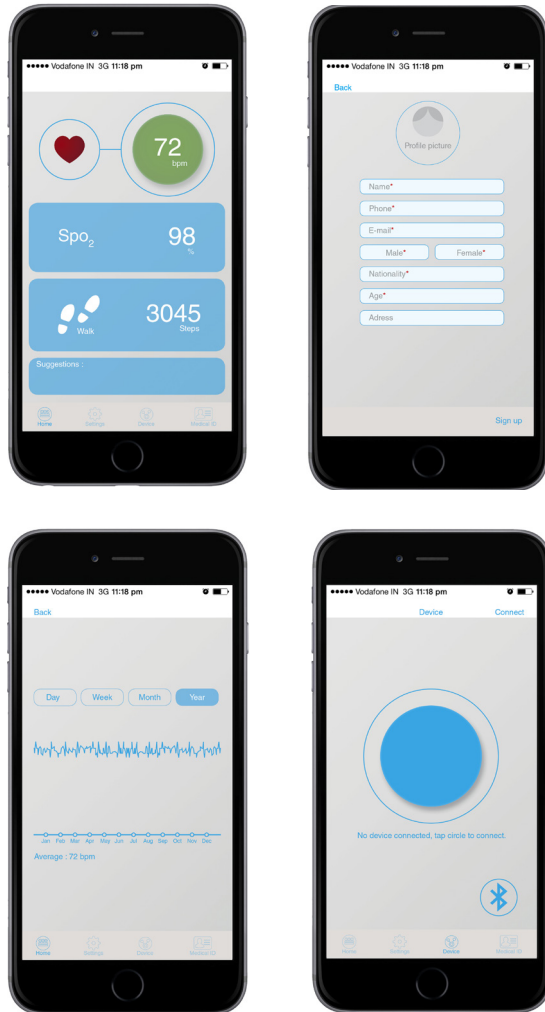 Vodafone IN 3G 11:18 pm
72
bpm
Spo2
98
%
Walk
3045
Steps
Suggestions :
Home Settings Device Medical ID
Vodafone IN 3G 11:18 pm
Back
Profile picture
Name*
Phone*
E-mail*
Male* Female*
Nationality*
Age*
Adress
Sign up
Vodafone IN 3G 11:18 pm
Back
Day Week Month Year
Jan Feb Mar Apr May Jun Jul Aug Sep Oct Nov Dec
Average : 72 bpm
Home Settings Device Medical ID
Vodafone IN 3G 11:18 pm
Device Connect
No device connected, tap circle to connect.
Home Settings Device Medical ID